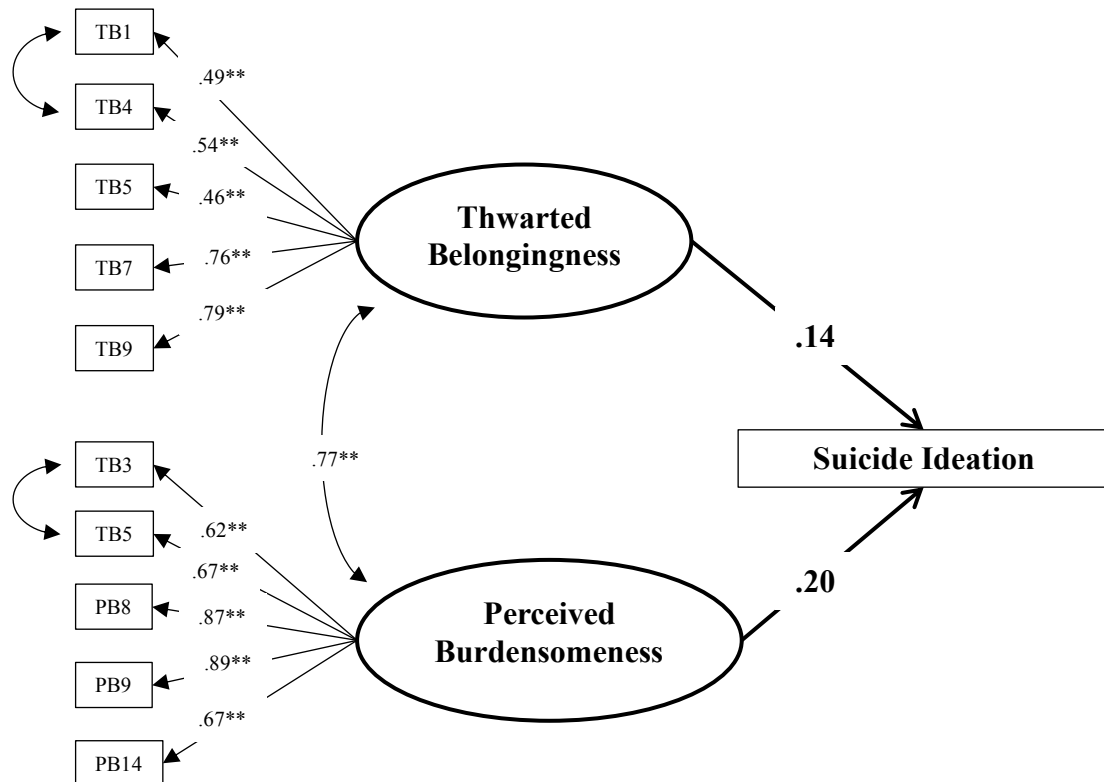 TB1
.49**
TB4
.54**
TB5
.46**
TB7
.76**
TB9
.79**
Thwarted
Belongingness
.14
.77**
Suicide Ideation
TB3
.62**
TB5
.67**
PB8
.87**
PB9
.89**
PB14
.67**
Perceived
Burdensomeness
.20